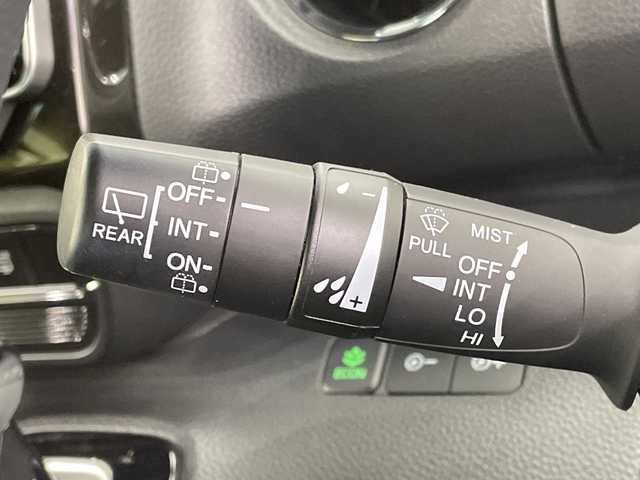 OFF
INT
ON
REAR
− 
+
PULL
MIST
OFF
INT
LO
HI
ECON